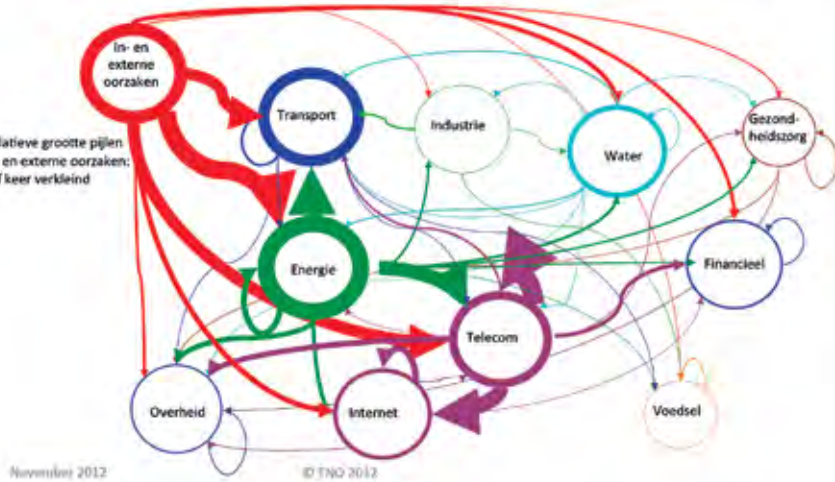 In- en
externe
oorzaken
Transport
Industrie
Water
Gezond-
heidszorg
latieve grootte pijlen
en externe oorzaken:
keer verkleind
Energie
Financieel
Telecom
Overheid
Internet
Voedsel
November 2012
© TNO 2012